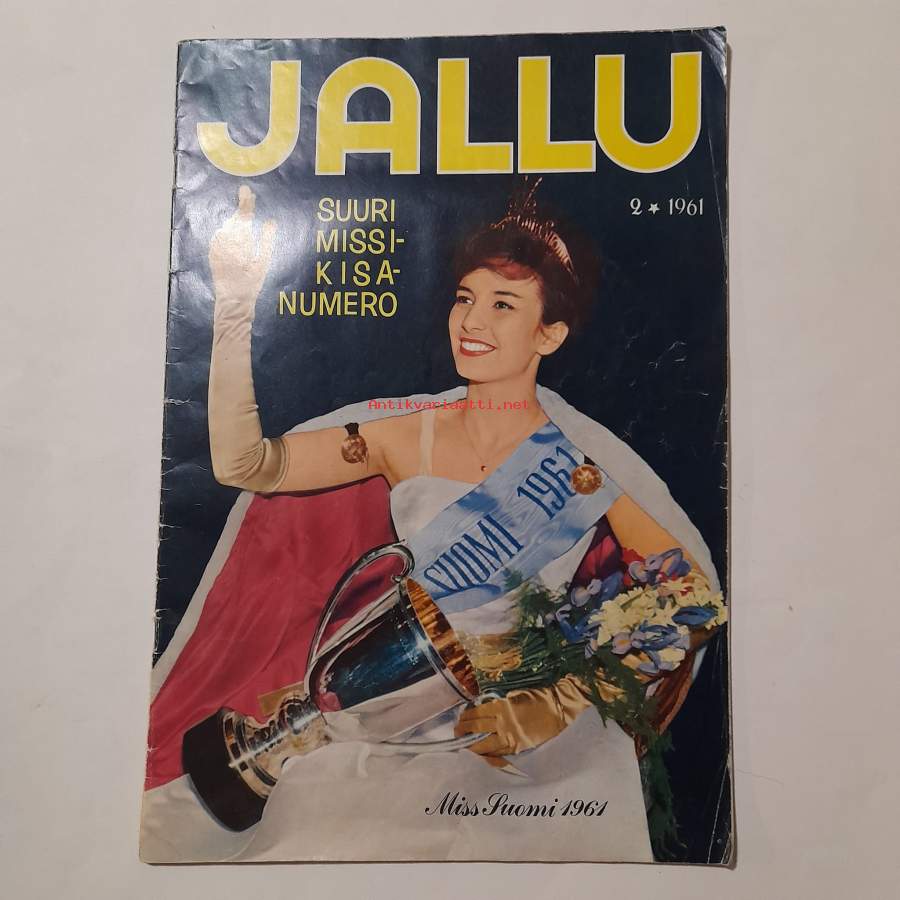 JALLU
SUURI
MISSI-
KISA-
NUMERO
2 ★ 1961
Antikvariaatti.net
SUOMI 1961
Miss Suomi 1961